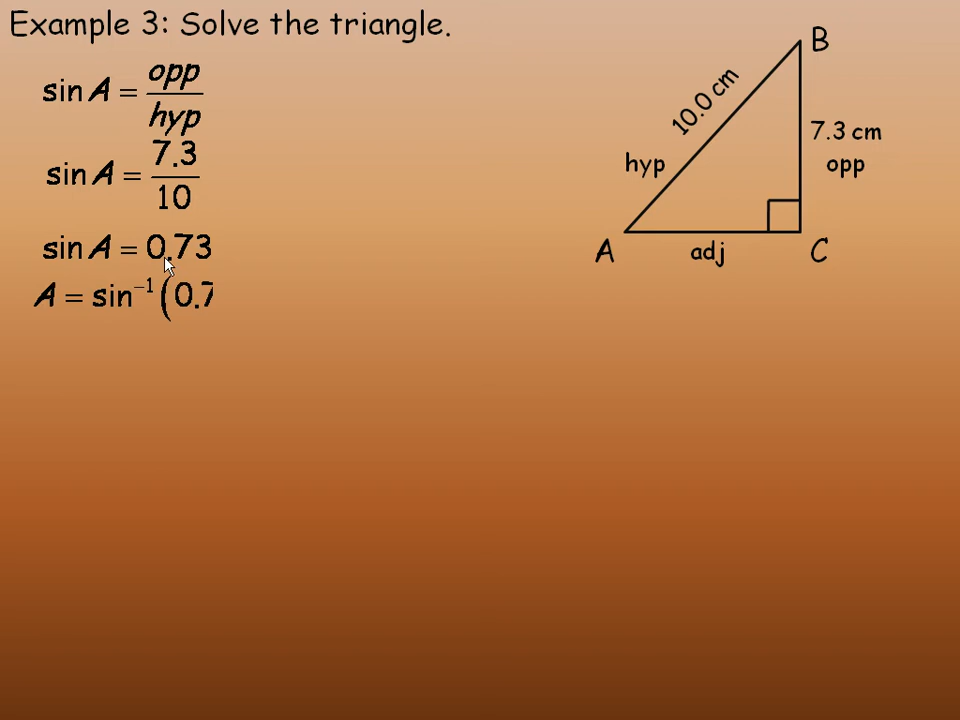 Example 3: Solve the triangle.
sin A = opp/hyp
sin A = 7.3/10
sin A = 0.73
A = sin⁻¹(0.7
B
10.0 cm
7.3 cm
hyp
opp
A
adj
C